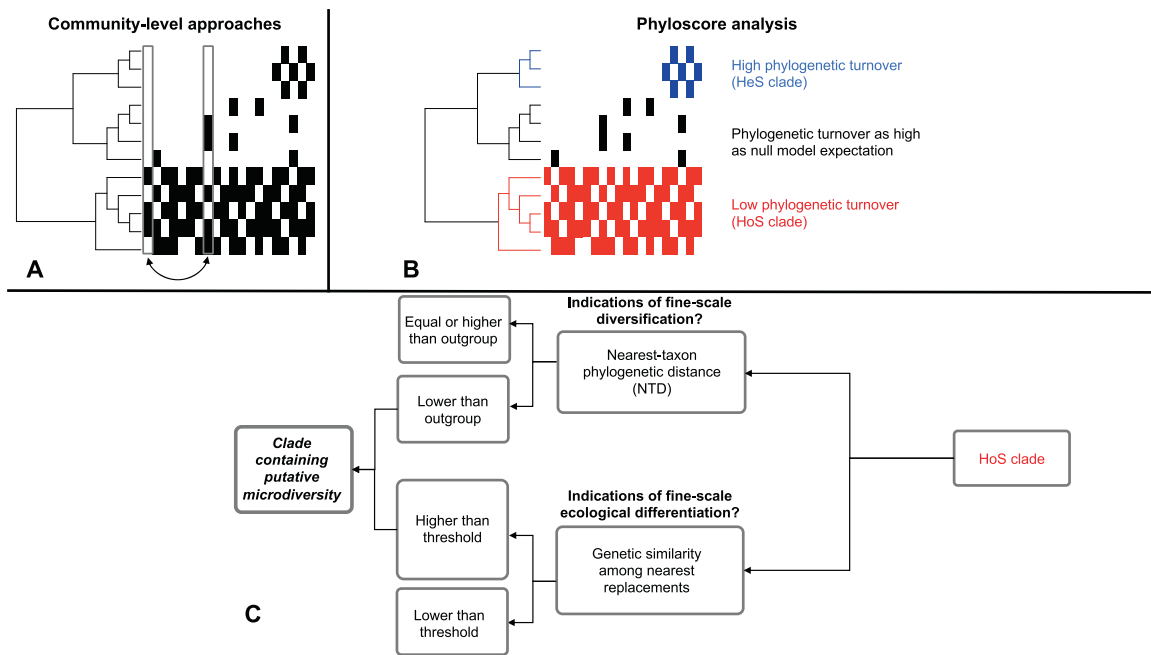 Community-level approaches
A
Phyloscore analysis
High phylogenetic turnover
(HeS clade)
Phylogenetic turnover as high
as null model expectation
Low phylogenetic turnover
(HoS clade)
B
Indications of fine-scale
diversification?
Equal or higher
than outgroup
Nearest-taxon
phylogenetic distance
(NTD)
Lower than
outgroup
Clade
containing
putative
microdiversity
HoS clade
Indications of fine-scale
ecological differentiation?
Higher than
threshold
Genetic similarity
among nearest
replacements
Lower than
threshold
C